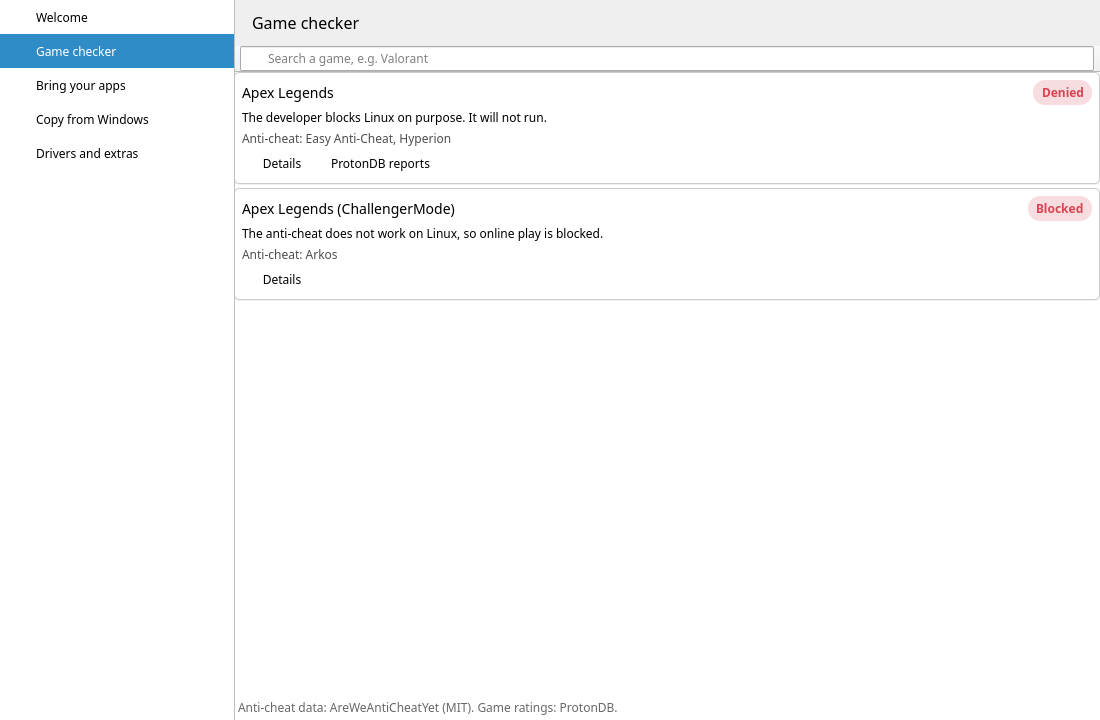 Welcome
Game checker
Bring your apps
Copy from Windows
Drivers and extras
Game checker
Search a game, e.g. Valorant
Apex Legends
Denied
The developer blocks Linux on purpose. It will not run.
Anti-cheat: Easy Anti-Cheat, Hyperion
Details ProtonDB reports
Apex Legends (ChallengerMode)
Blocked
The anti-cheat does not work on Linux, so online play is blocked.
Anti-cheat: Arkos
Details
Anti-cheat data: AreWeAntiCheatYet (MIT). Game ratings: ProtonDB.